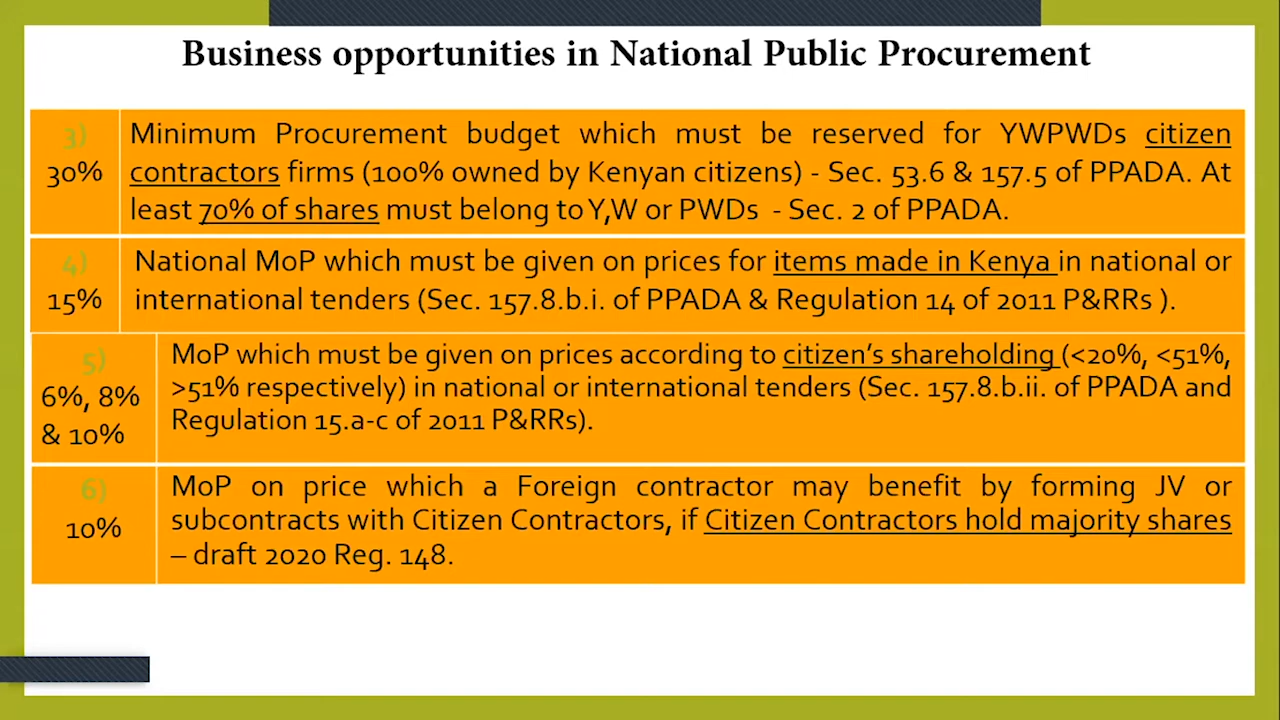 Business opportunities in National Public Procurement
3)
30%
Minimum Procurement budget which must be reserved for YWPWDs citizen
contractors firms (100% owned by Kenyan citizens) - Sec. 53.6 & 157.5 of PPADA. At
least 70% of shares must belong to Y,W or PWDs - Sec. 2 of PPADA.
4)
15%
National MoP which must be given on prices for items made in Kenya in national or
international tenders (Sec. 157.8.b.i. of PPADA & Regulation 14 of 2011 P&RRs ).
5)
6%, 8%
& 10%
MoP which must be given on prices according to citizen's shareholding (<20%, <51%,
>51% respectively) in national or international tenders (Sec. 157.8.b.ii. of PPADA and
Regulation 15.a-c of 2011 P&RRs).
6)
10%
MoP on price which a Foreign contractor may benefit by forming JV or
subcontracts with Citizen Contractors, if Citizen Contractors hold majority shares
– draft 2020 Reg. 148.